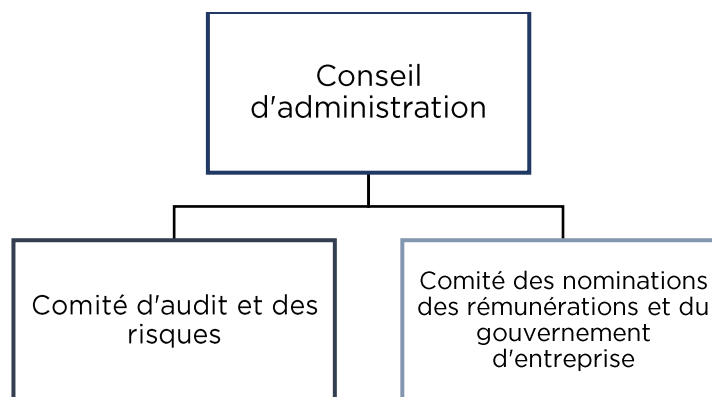 Conseil
d'administration
Comité d'audit et des
risques
Comité des nominations
des rémunérations et du
gouvernement
d'entreprise